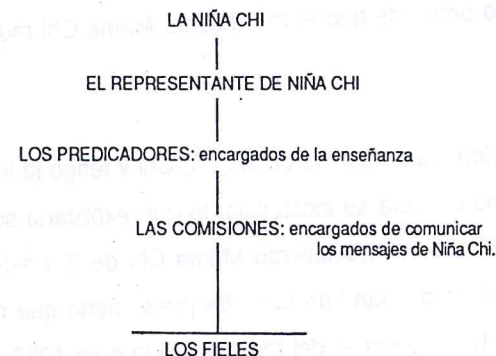 LA NIÑA CHI
EL REPRESENTANTE DE NIÑA CHI
LOS PREDICADORES: encargados de la enseñanza
LAS COMISIONES: encargados de comunicar
los mensajes de Niña Chi.
LOS FIELES